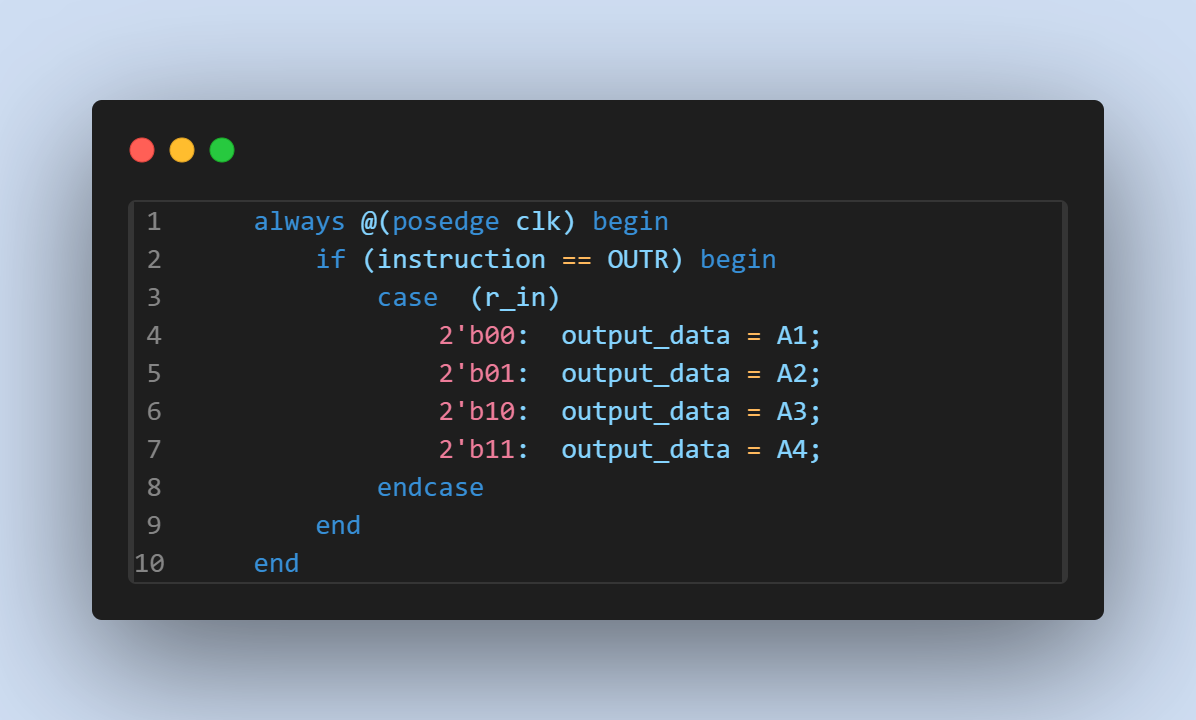 1 always @(posedge clk) begin
2 if (instruction == OUTR) begin
3 case  (r_in)
4 2'b00:  output_data = A1;
5 2'b01:  output_data = A2;
6 2'b10:  output_data = A3;
7 2'b11:  output_data = A4;
8 endcase
9 end
10 end